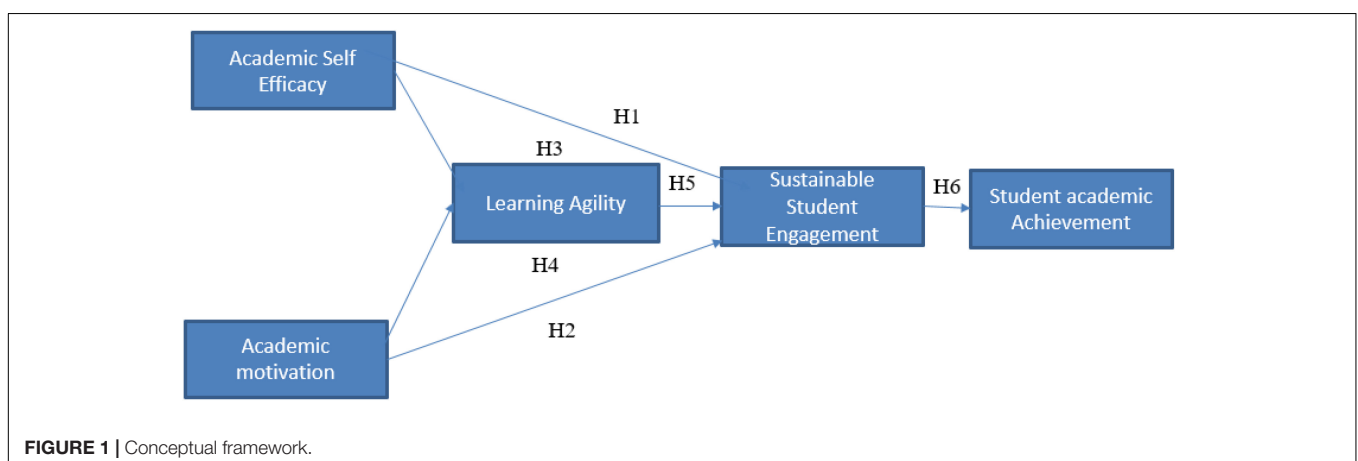 Academic Self
Efficacy
H1
H3
Learning Agility
H5
Sustainable
Student
Engagement
H6
Student academic
Achievement
H4
H2
Academic
motivation
FIGURE 1 | Conceptual framework.